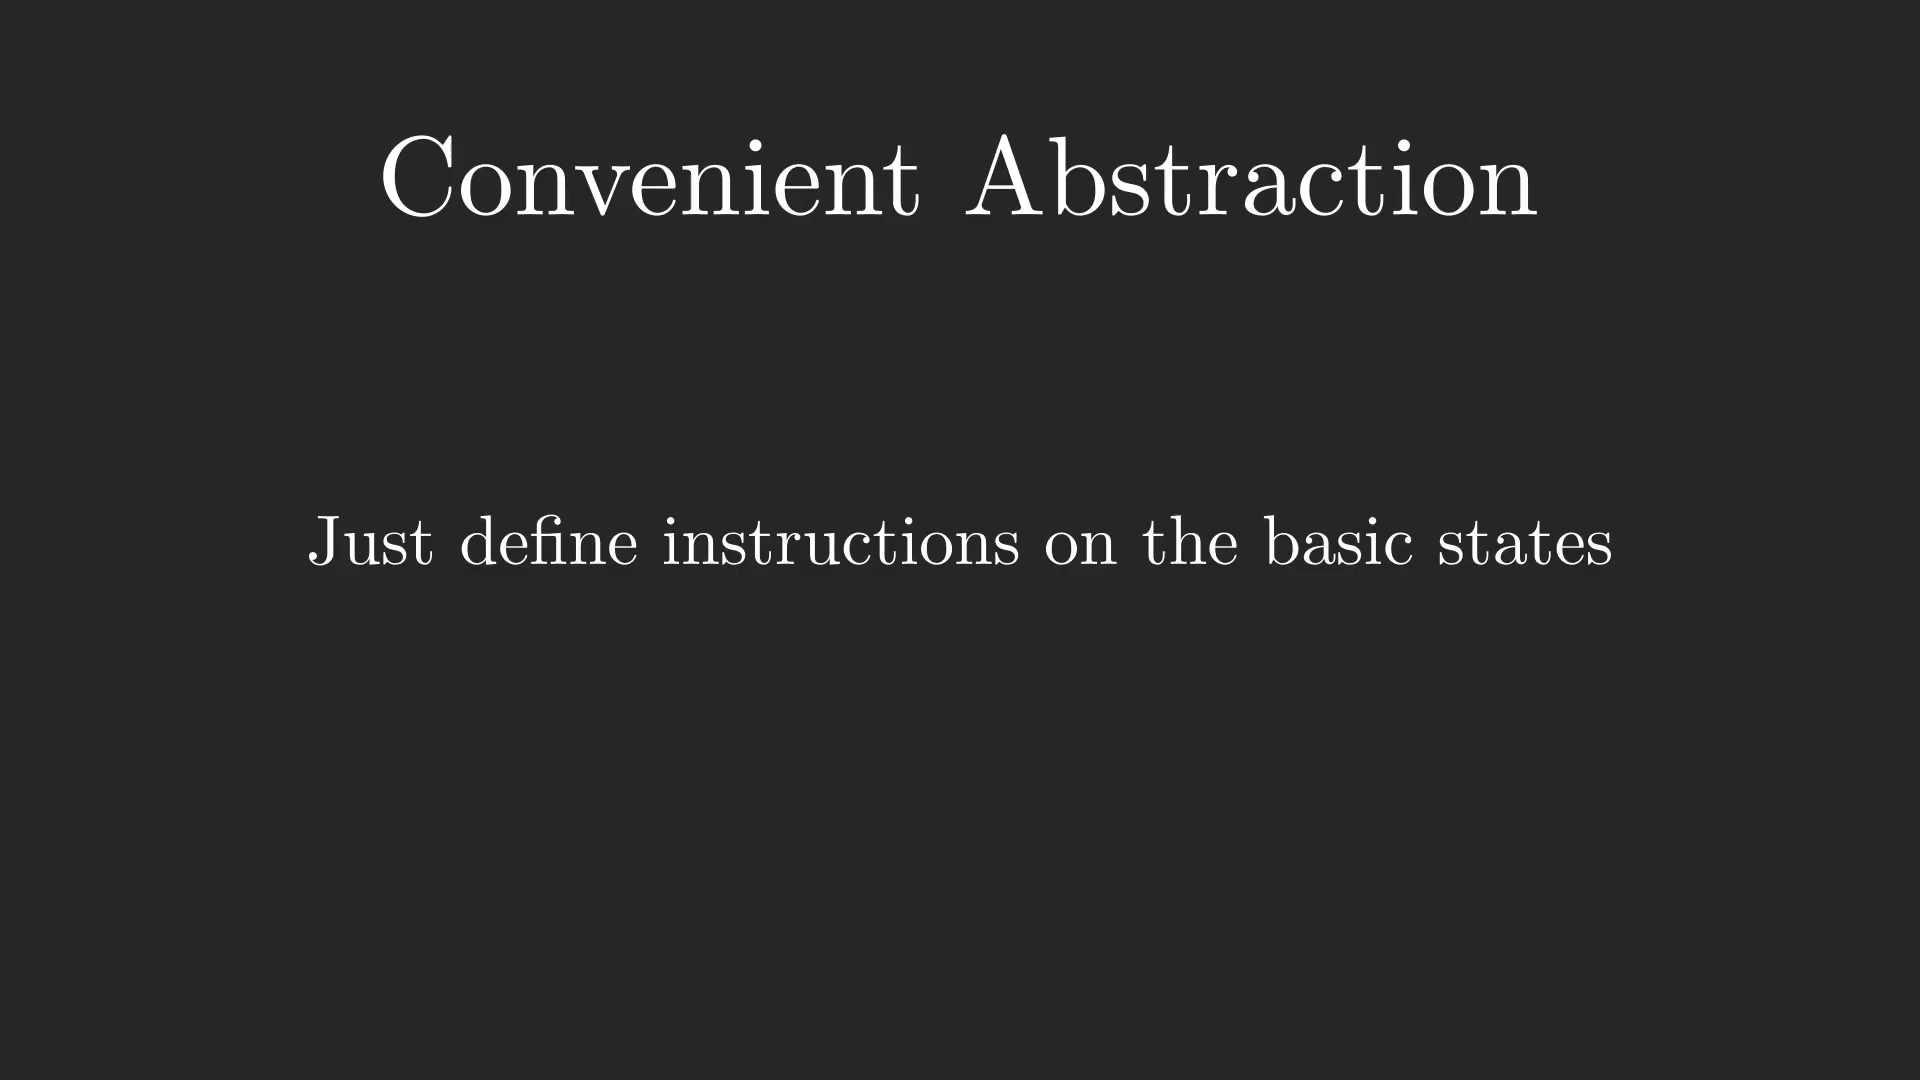 Convenient Abstraction
Just define instructions on the basic states